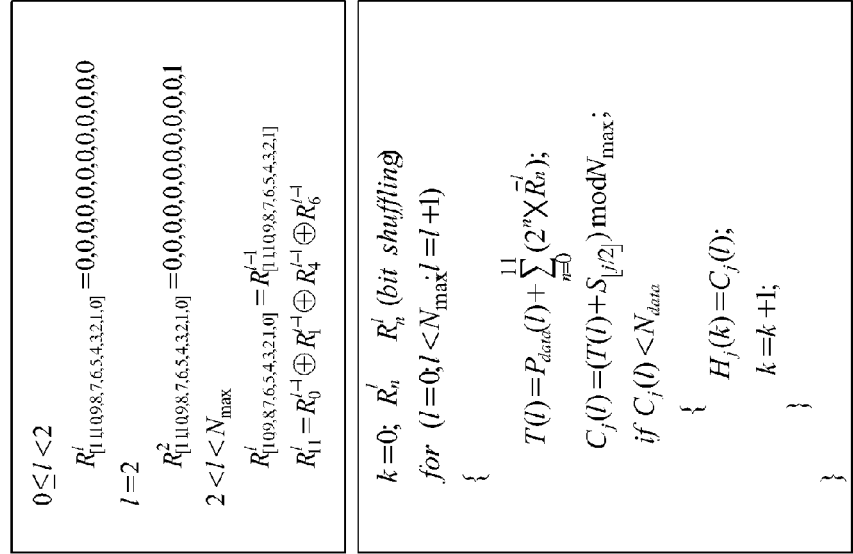 0≤l<2
R^l_[11,10,9,8,7,6,5,4,3,2,1,0] =0,0,0,0,0,0,0,0,0,0,0,0
l=2
R^2_[11,10,9,8,7,6,5,4,3,2,1,0] =0,0,0,0,0,0,0,0,0,0,0,1
2<l<N_max
R^l_[10,9,8,7,6,5,4,3,2,1,0] =R^{l-1}_[11,10,9,8,7,6,5,4,3,2,1]
R^l_11 =R^{l-1}_0 ⊕R^{l-1}_1 ⊕R^{l-1}_4 ⊕R^{l-1}_6
k=0; R^l_n R^l_n (bit shuffling)
for (l=0;l<N_max;l=l+1)
{
T(l)=P_data(l)+∑_{n=0}^{11}(2^n×R̄^l_n);
C_j(l)=(T(l)+S_⌊j/2⌋)modN_max;
if C_j(l)<N_data
{
H_j(k)=C_j(l);
k=k+1;
}
}